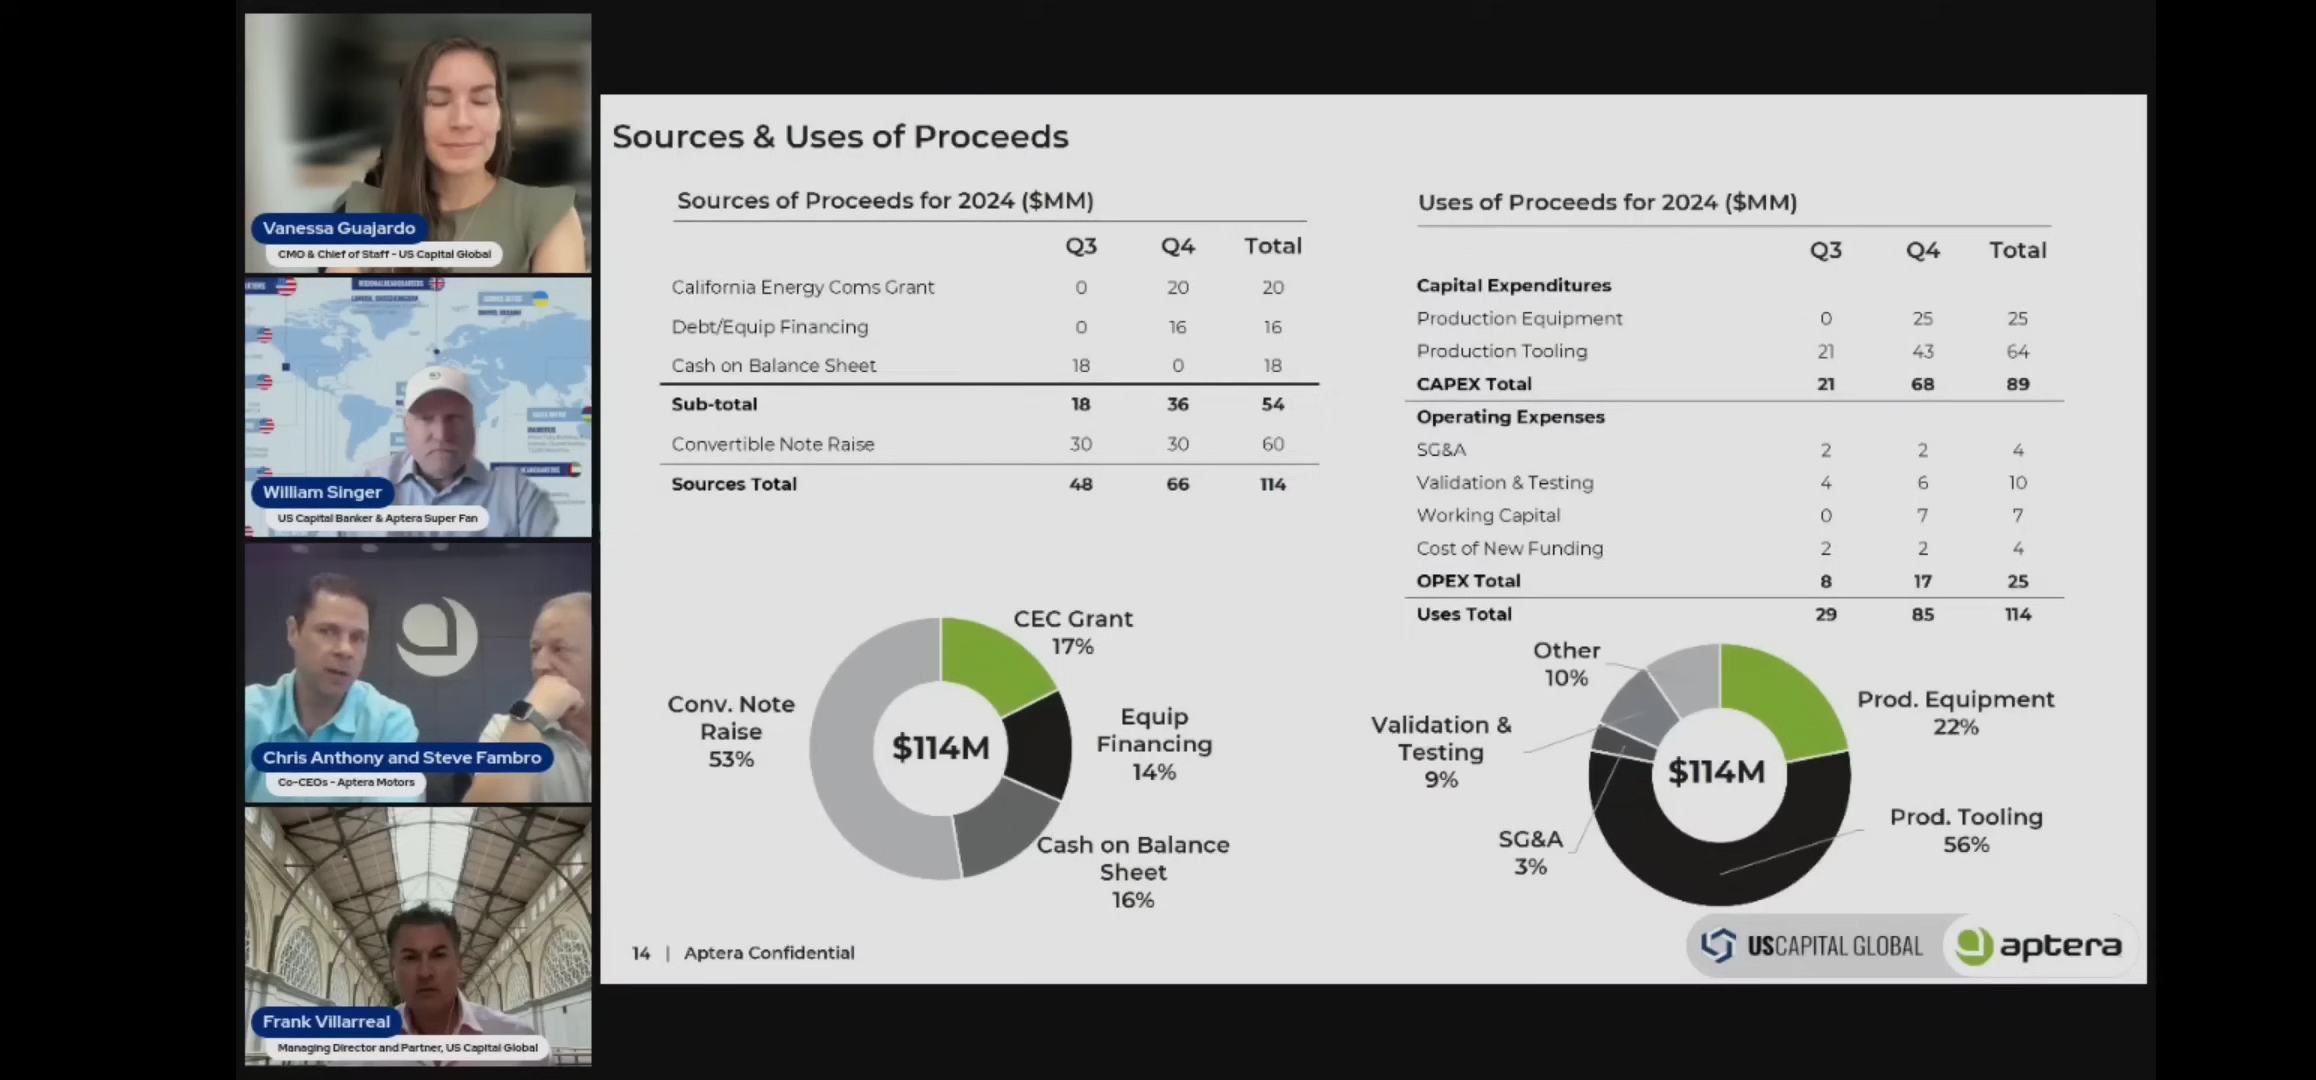 Vanessa Guajardo
CMO & Chief of Staff - US Capital Global
William Singer
US Capital Banker & Aptera Super Fan
Chris Anthony and Steve Fambro
Co-CEOs - Aptera Motors
Frank Villarreal
Managing Director and Partner, US Capital Global
Sources & Uses of Proceeds
Sources of Proceeds for 2024 ($MM)
Q3 Q4 Total
California Energy Coms Grant 0 20 20
Debt/Equip Financing 0 16 16
Cash on Balance Sheet 18 0 18
Sub-total 18 36 54
Convertible Note Raise 30 30 60
Sources Total 48 66 114
CEC Grant
17%
Conv. Note
Raise
53%
$114M
Equip
Financing
14%
Cash on Balance
Sheet
16%
Uses of Proceeds for 2024 ($MM)
Q3 Q4 Total
Capital Expenditures
Production Equipment 0 25 25
Production Tooling 21 43 64
CAPEX Total 21 68 89
Operating Expenses
SG&A 2 2 4
Validation & Testing 4 6 10
Working Capital 0 7 7
Cost of New Funding 2 2 4
OPEX Total 8 17 25
Uses Total 29 85 114
Other
10%
Prod. Equipment
22%
Validation &
Testing
9%
$114M
Prod. Tooling
56%
SG&A
3%
14 | Aptera Confidential
USCAPITAL GLOBAL
aptera